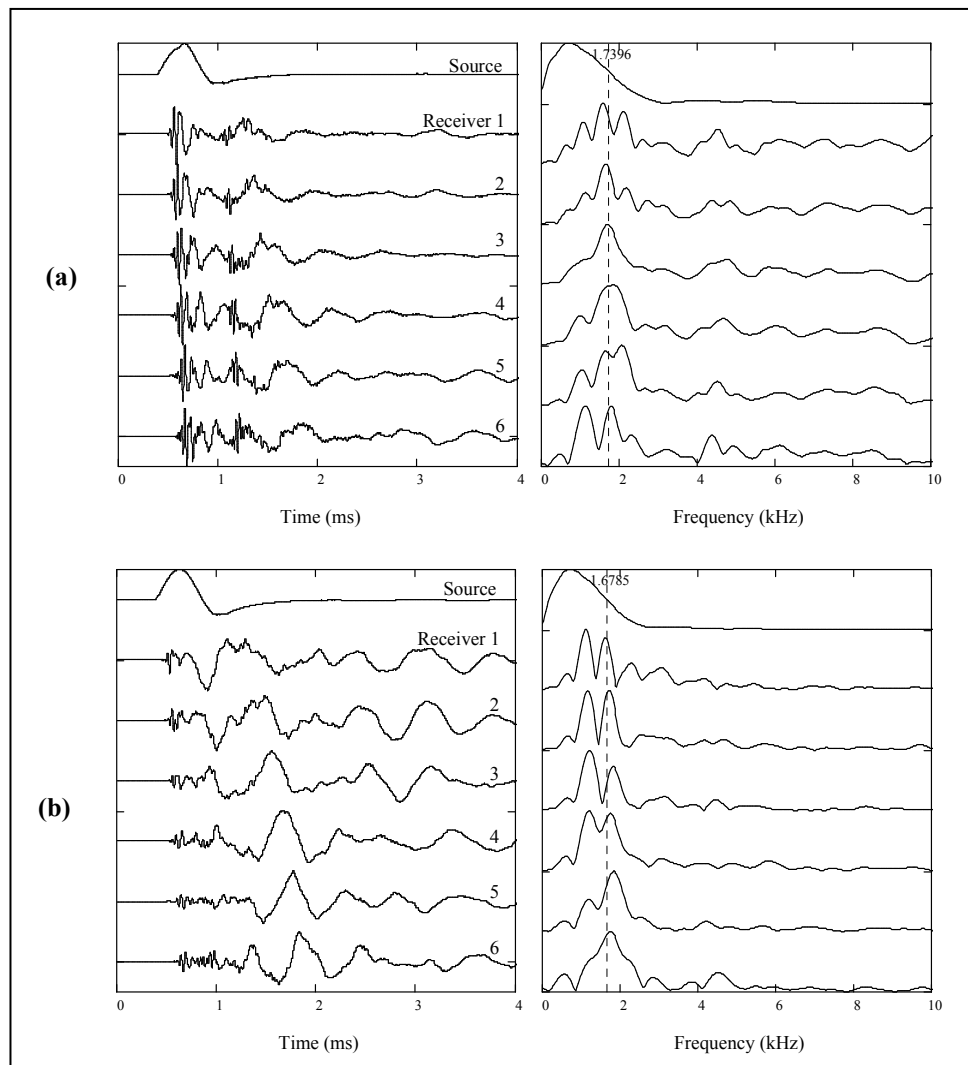 (a)
Source
Receiver 1
2
3
4
5
6
0 1 2 3 4
Time (ms)
1.7396
0 2 4 6 8 10
Frequency (kHz)
(b)
Source
Receiver 1
2
3
4
5
6
0 1 2 3 4
Time (ms)
1.6785
0 2 4 6 8 10
Frequency (kHz)